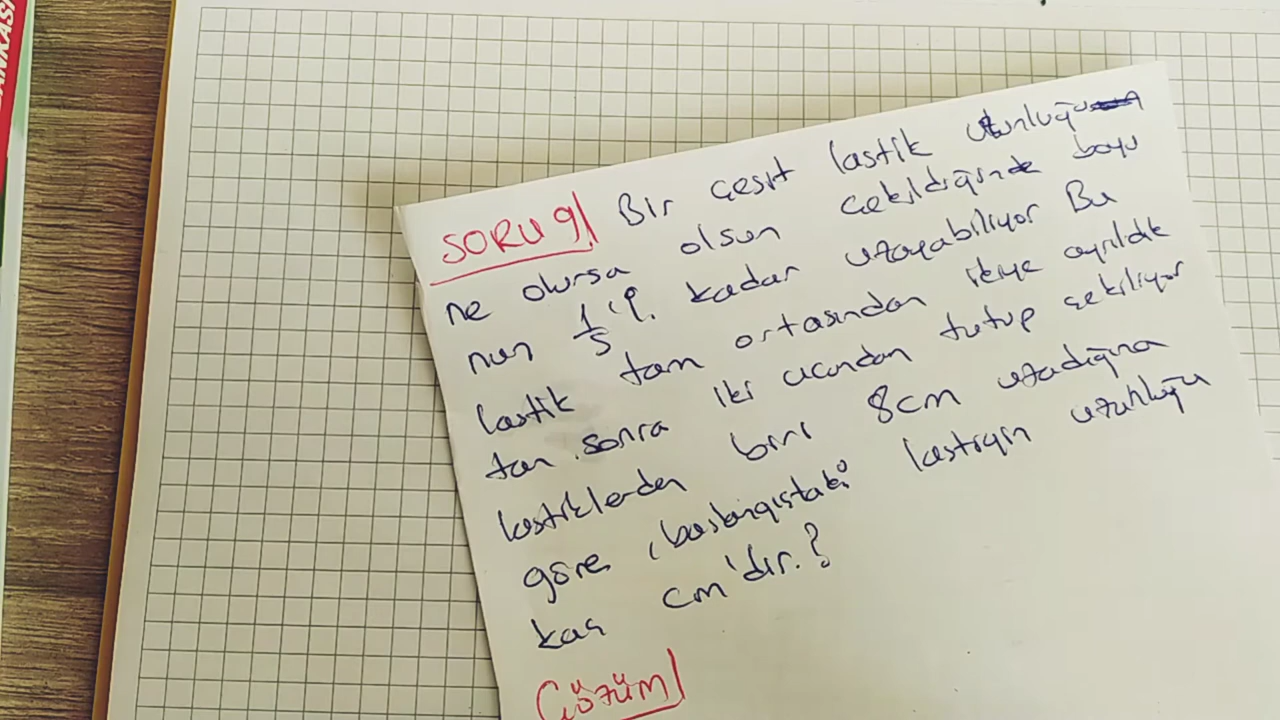 ANKASI
SORU 9 Bir çeşit lastik uzunluğu
ne olursa olsun çekildiğinde boyu
nun 1/5'i kadar uzayabiliyor Bu
lastik tam ortasından ikiye ayrıldık
tan sonra iki ucundan tutup çekiliyor
lastiklerden biri 8cm uzadığına
göre, başlangıçtaki lastiğin uzunluğu
kaç cm'dir.?
Çözüm